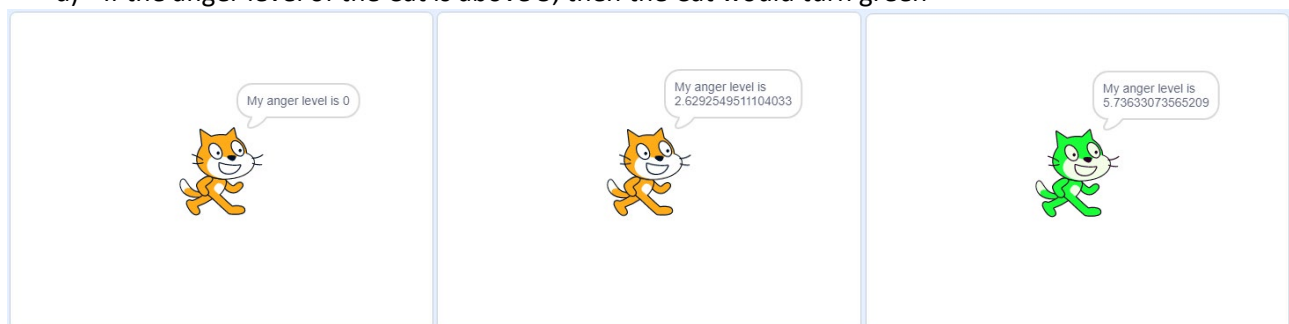 If the anger level of the cat is above then the cat would turn green
My anger level is 0
My anger level is
2.6292549511104033
My anger level is
5.73633073565209